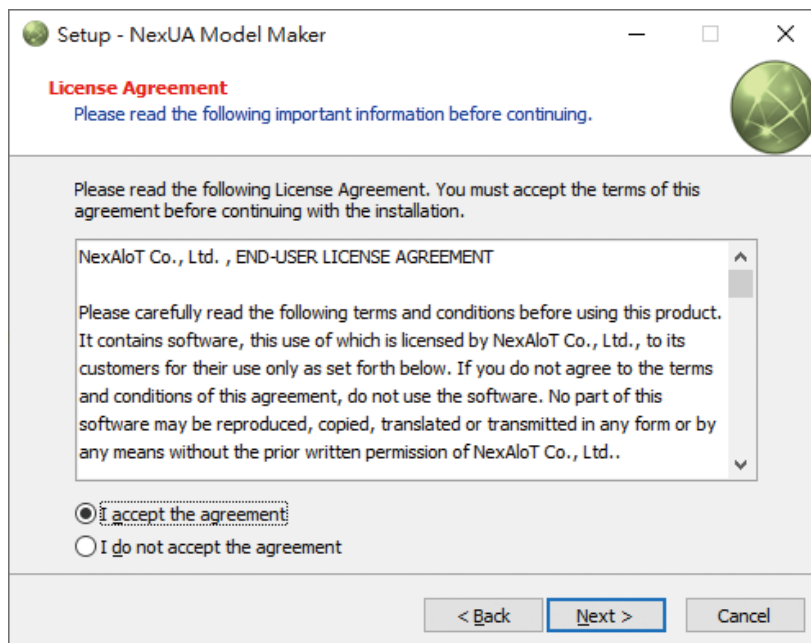 Setup - NexUA Model Maker
License Agreement
Please read the following important information before continuing.
Please read the following License Agreement. You must accept the terms of this
agreement before continuing with the installation.
NexAIoT Co., Ltd. , END-USER LICENSE AGREEMENT
Please carefully read the following terms and conditions before using this product.
It contains software, this use of which is licensed by NexAIoT Co., Ltd., to its
customers for their use only as set forth below. If you do not agree to the terms
and conditions of this agreement, do not use the software. No part of this
software may be reproduced, copied, translated or transmitted in any form or by
any means without the prior written permission of NexAIoT Co., Ltd..
I accept the agreement
I do not accept the agreement
< Back
Next >
Cancel